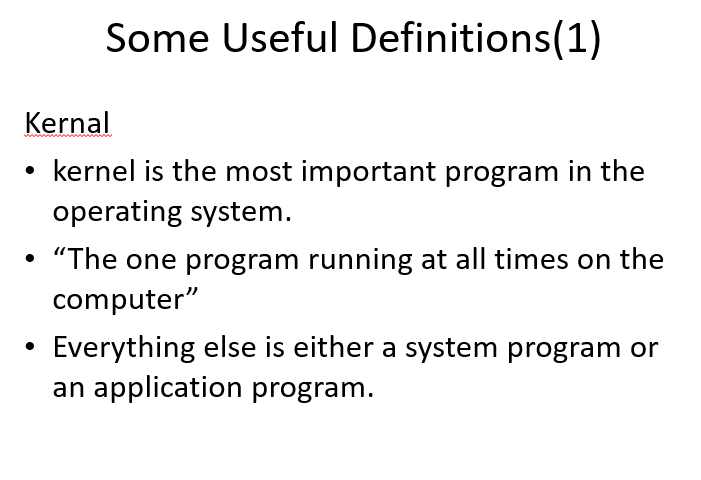 Some Useful Definitions(1)
Kernal
• kernel is the most important program in the
operating system.
• “The one program running at all times on the
computer”
• Everything else is either a system program or
an application program.